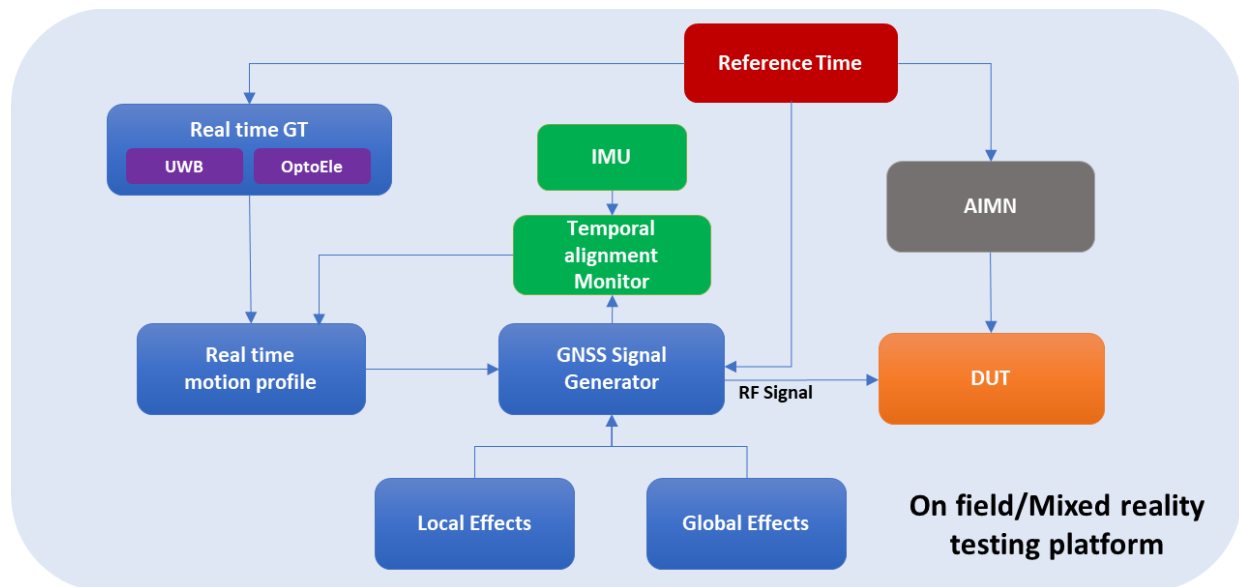 Reference Time
Real time GT
UWB
OptoEle
IMU
AIMN
Temporal
alignment
Monitor
Real time
motion profile
GNSS Signal
Generator
RF Signal
DUT
Local Effects
Global Effects
On field/Mixed reality
testing platform